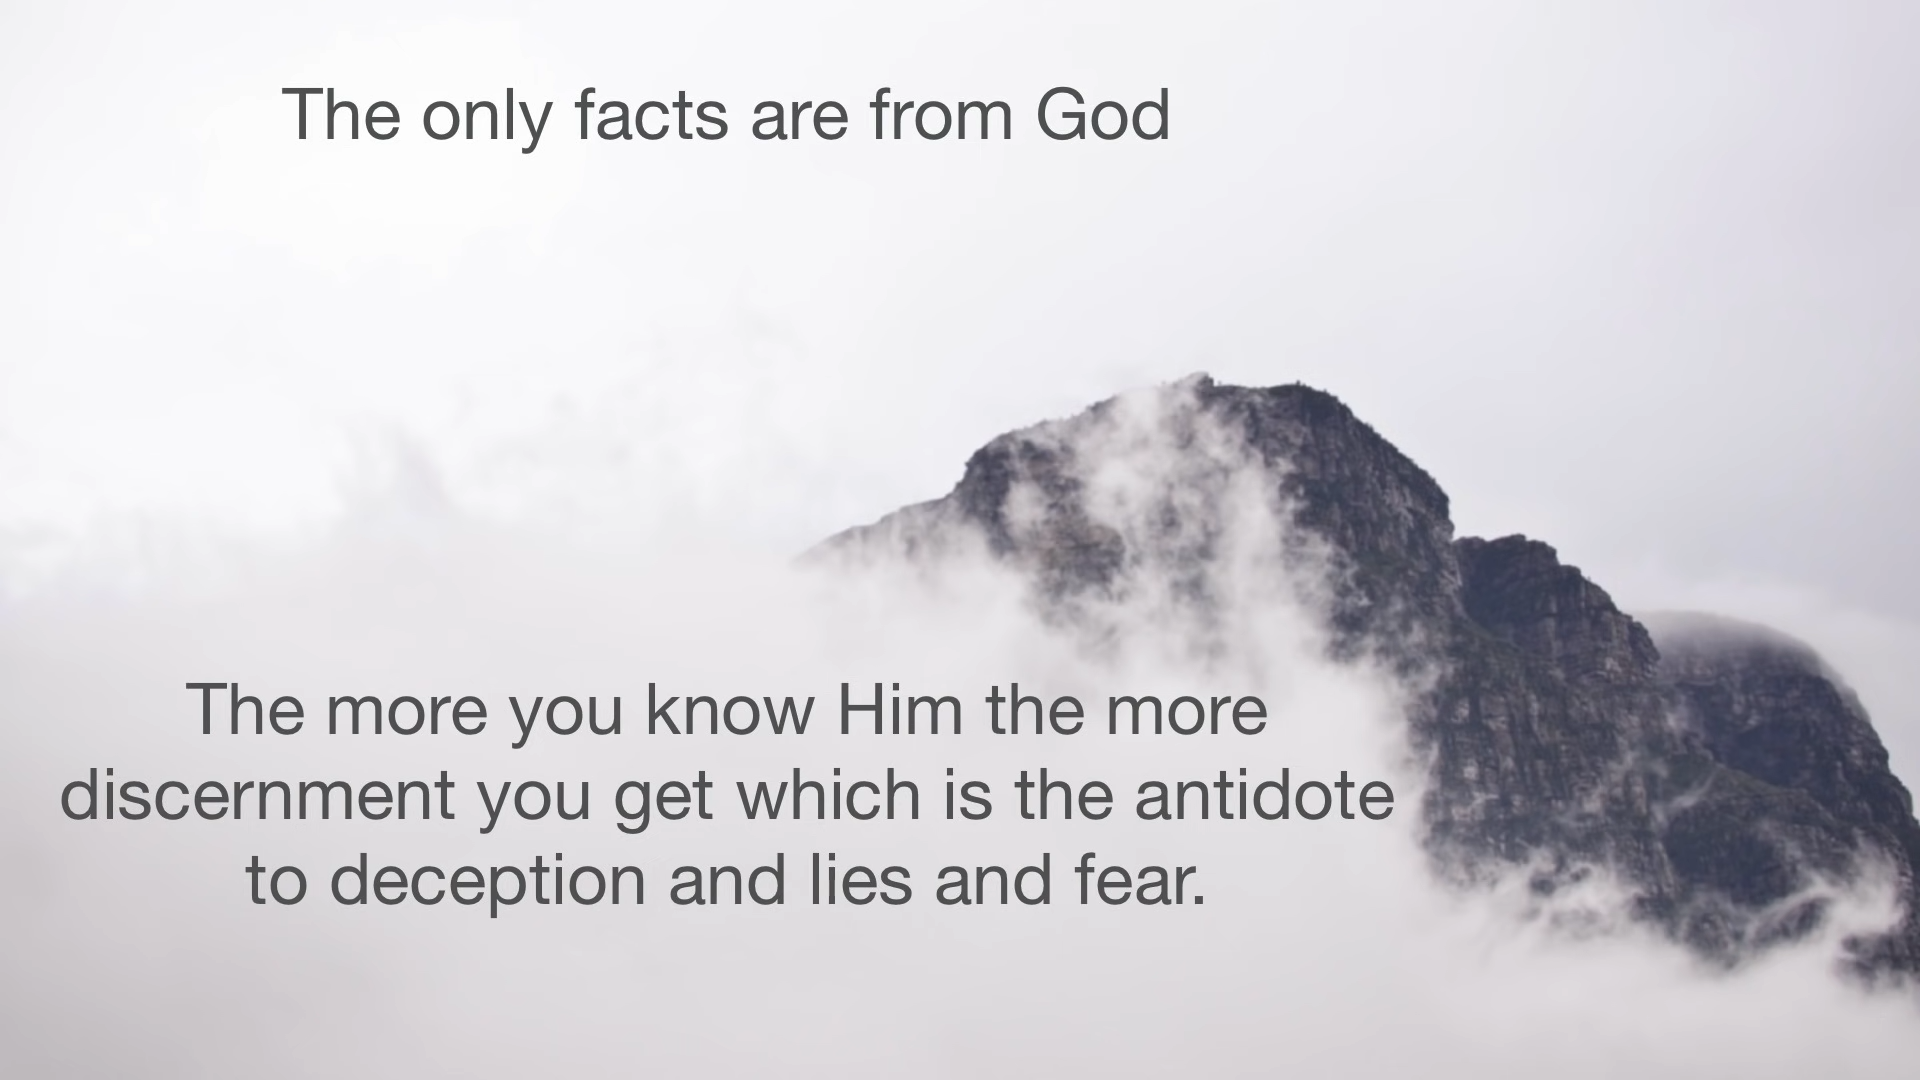 The only facts are from God
The more you know Him the more
discernment you get which is the antidote
to deception and lies and fear.